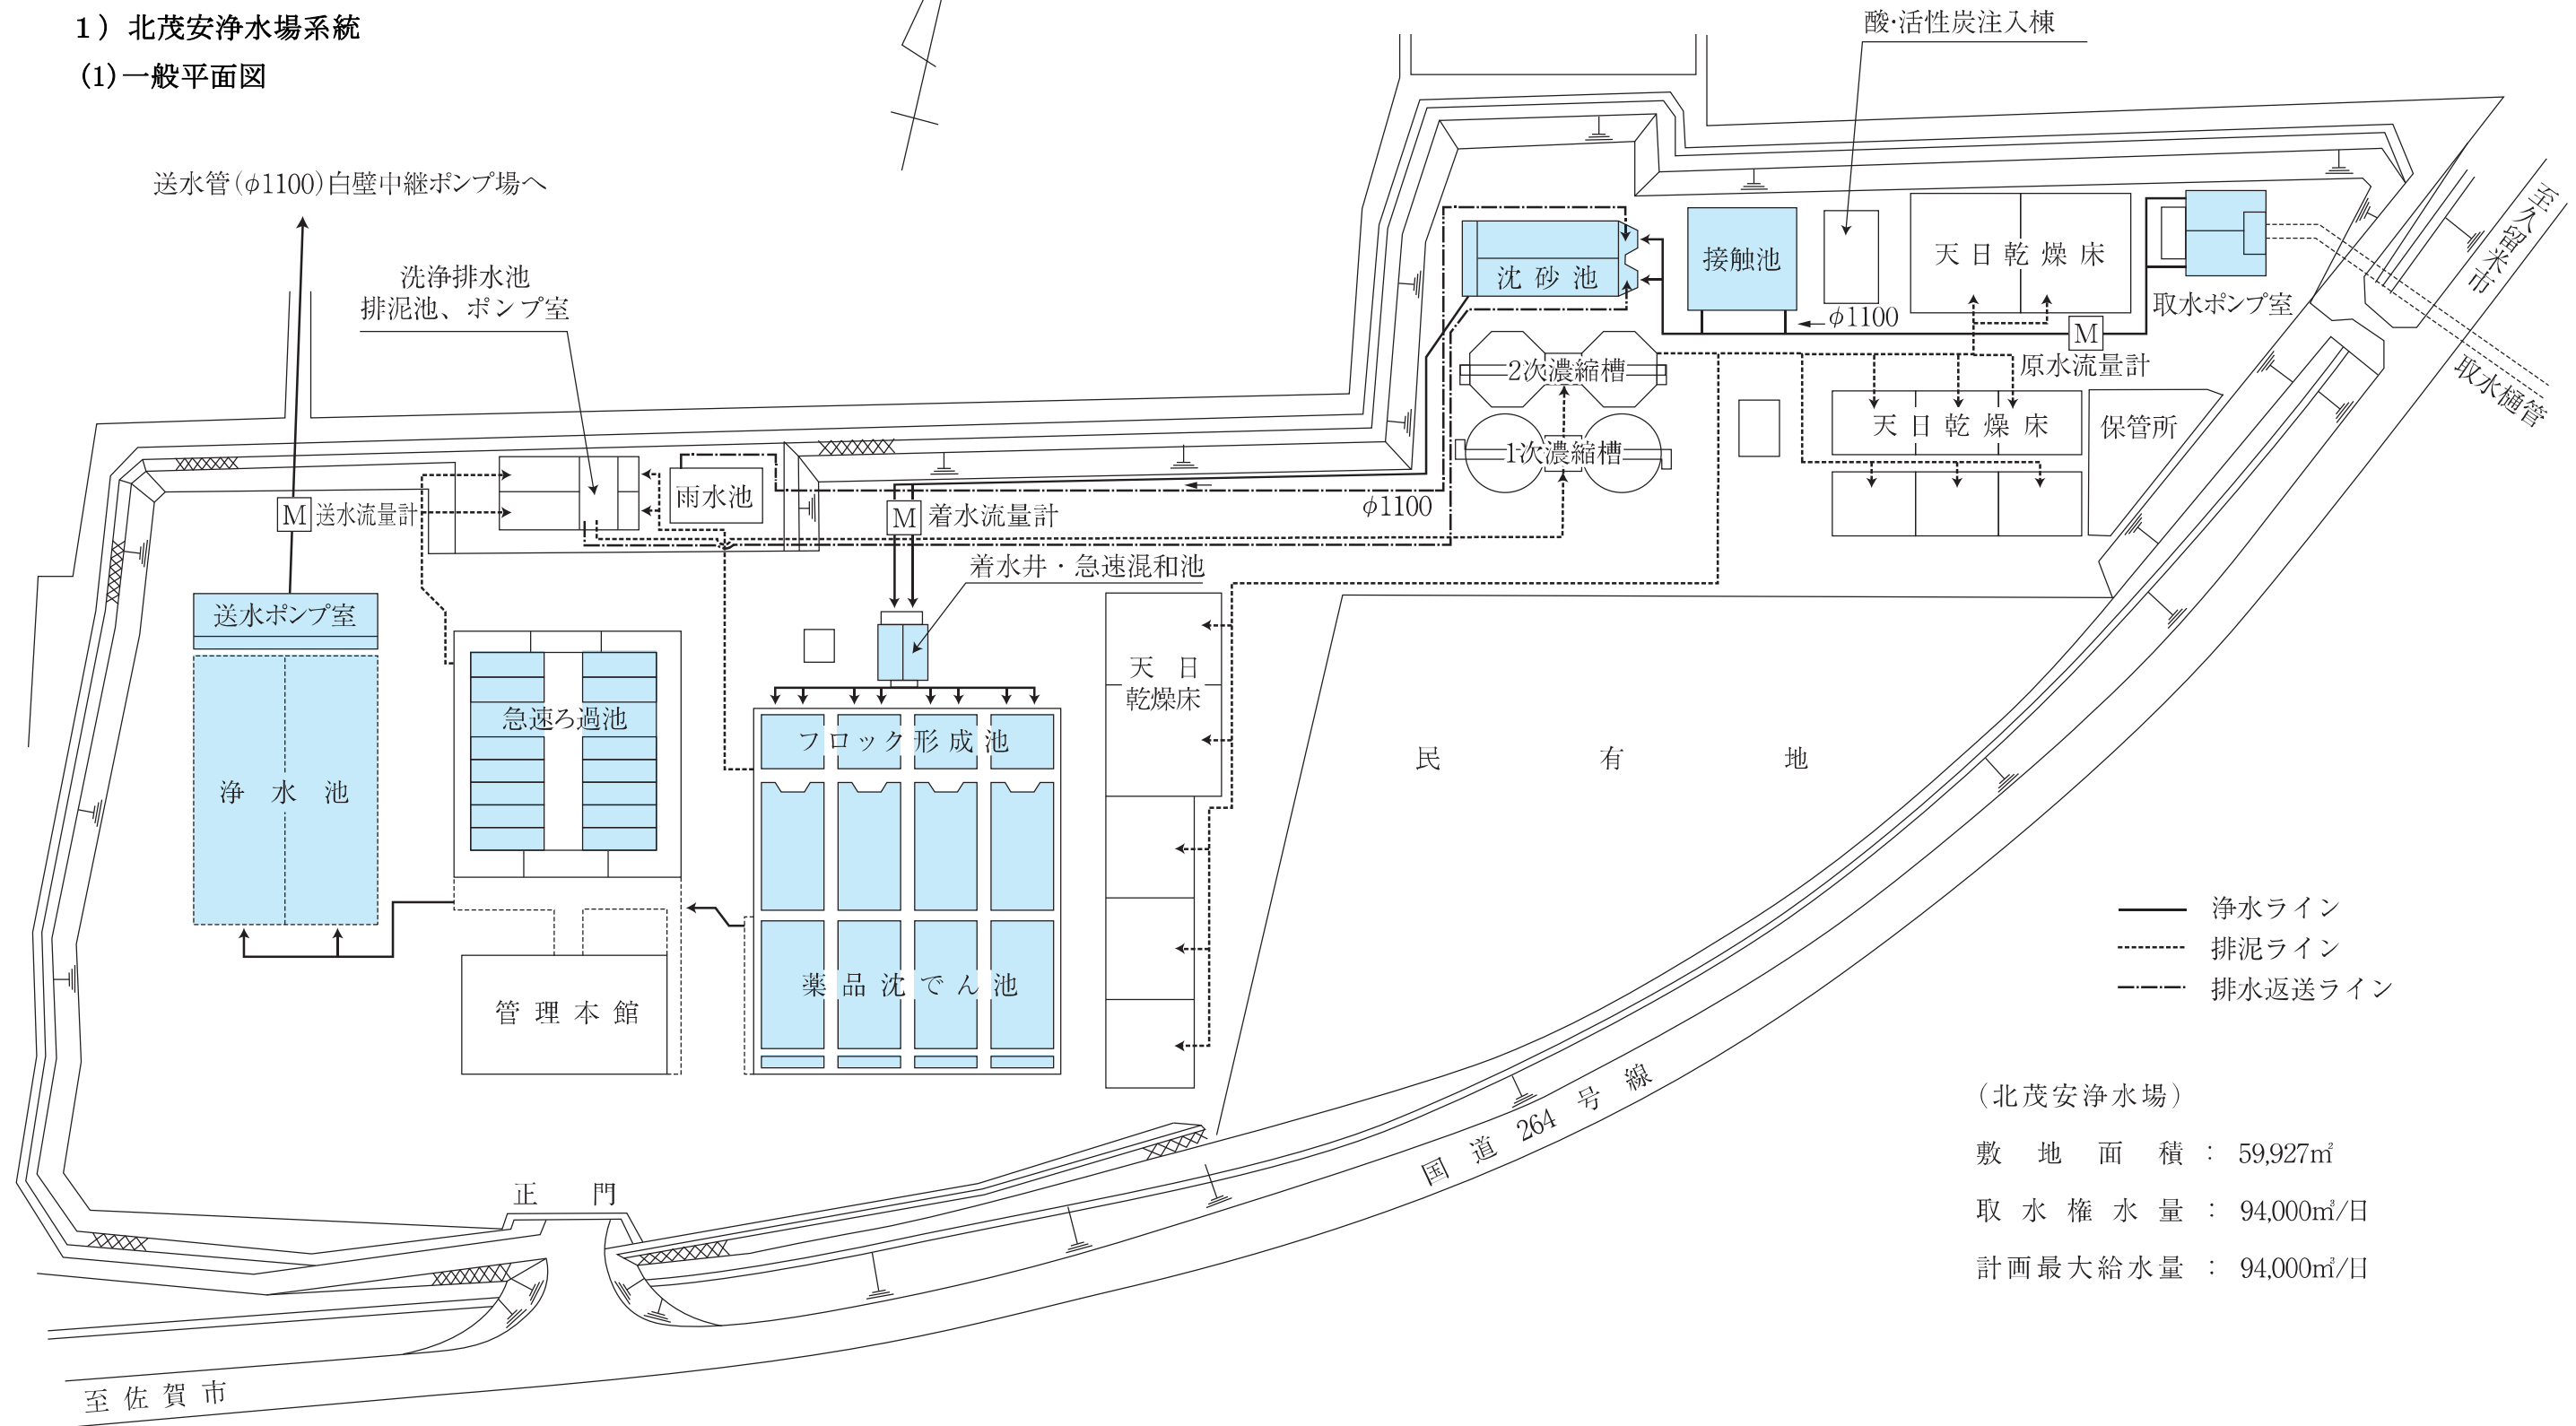 1）北茂安浄水場系統
(1)一般平面図
酸・活性炭注入棟
送水管(φ1100)白壁中継ポンプ場へ
洗浄排水池
排泥池、ポンプ室
沈砂池
接触池
天日乾燥床
取水ポンプ室
至久留米市
φ1100
M
原水流量計
取水樋管
2次濃縮槽
1次濃縮槽
天日乾燥床
保管所
雨水池
M
送水流量計
M
着水流量計
φ1100
着水井・急速混和池
送水ポンプ室
天日
乾燥床
急速ろ過池
フロック形成池
浄水池
民有地
薬品沈でん池
管理本館
浄水ライン
排泥ライン
排水返送ライン
国道264号線
正門
至佐賀市
（北茂安浄水場）
敷地面積：59,927㎡
取水権水量：94,000㎥/日
計画最大給水量：94,000㎥/日